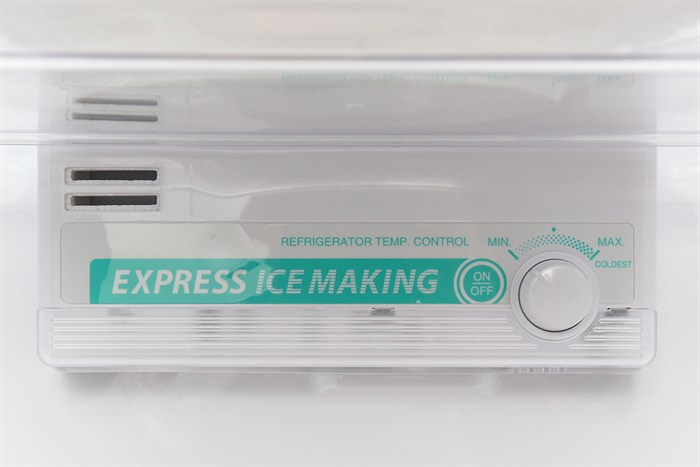 REFRIGERATOR TEMP. CONTROL MIN. MAX.
COLDEST
EXPRESS ICE MAKING ON
OFF